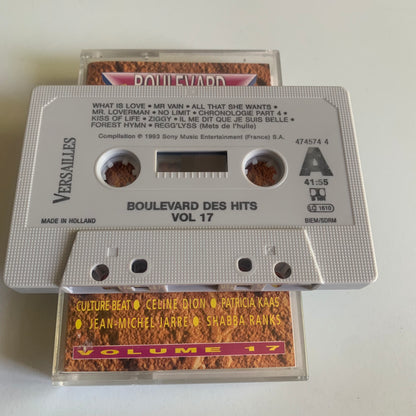 BOULEVARD
WHAT IS LOVE • MR VAIN • ALL THAT SHE WANTS •
MR. LOVERMAN • NO LIMIT • CHRONOLOGIE PART 4 •
KISS OF LIFE • ZIGGY • IL ME DIT QUE JE SUIS BELLE •
FOREST HYMN • REGG'LYSS (Mets de l'huile)
Compilation ℗ 1993 Sony Music Entertainment (France) S.A.
474574 4
VERSAILLES
A
41:55
BOULEVARD DES HITS
VOL 17
MADE IN HOLLAND
LC 1610
BIEM/SDRM
CULTURE BEAT • CELINE DION • PATRICIA KAAS
• JEAN-MICHEL JARRE • SHABBA RANKS
VOLUME 17